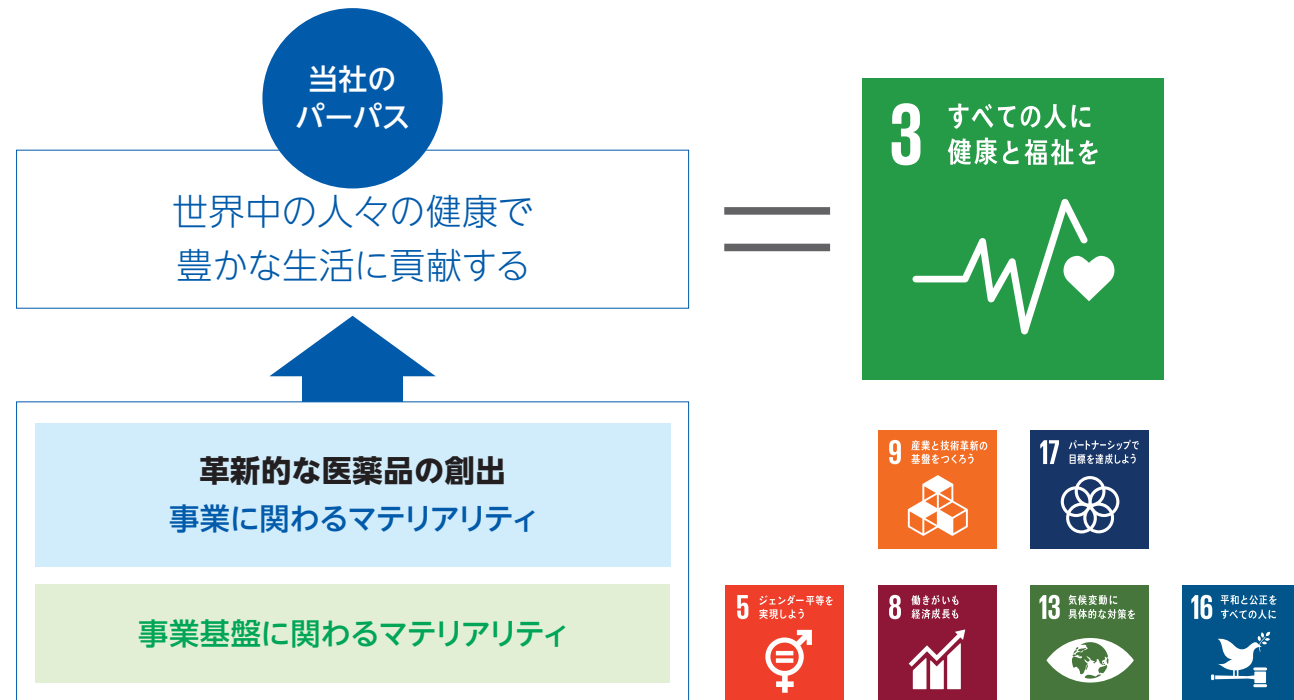 当社の
パーパス
世界中の人々の健康で
豊かな生活に貢献する
3 すべての人に
健康と福祉を
革新的な医薬品の創出
事業に関わるマテリアリティ
9 産業と技術革新の
基盤をつくろう
17 パートナーシップで
目標を達成しよう
事業基盤に関わるマテリアリティ
5 ジェンダー平等を
実現しよう
8 働きがいも
経済成長も
13 気候変動に
具体的な対策を
16 平和と公正を
すべての人に